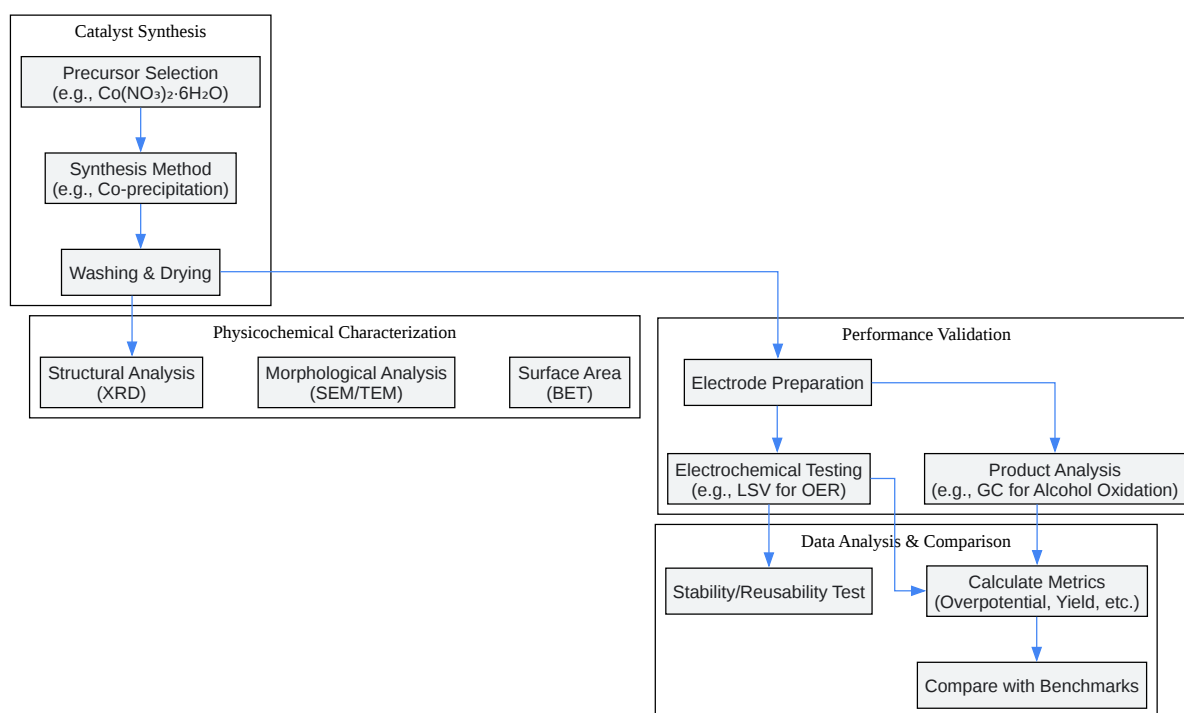 Catalyst Synthesis
Precursor Selection
(e.g., Co(NO₃)₂·6H₂O)
Synthesis Method
(e.g., Co-precipitation)
Washing & Drying
Physicochemical Characterization
Structural Analysis
(XRD)
Morphological Analysis
(SEM/TEM)
Surface Area
(BET)
Performance Validation
Electrode Preparation
Electrochemical Testing
(e.g., LSV for OER)
Product Analysis
(e.g., GC for Alcohol Oxidation)
Data Analysis & Comparison
Stability/Reusability Test
Calculate Metrics
(Overpotential, Yield, etc.)
Compare with Benchmarks